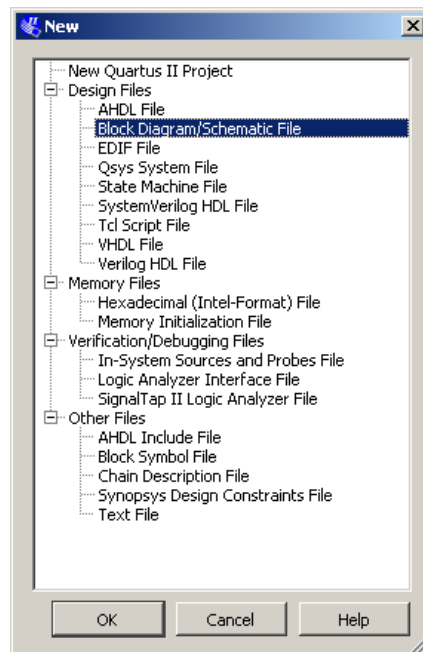 New
New Quartus II Project
Design Files
AHDL File
Block Diagram/Schematic File
EDIF File
Qsys System File
State Machine File
SystemVerilog HDL File
Tcl Script File
VHDL File
Verilog HDL File
Memory Files
Hexadecimal (Intel-Format) File
Memory Initialization File
Verification/Debugging Files
In-System Sources and Probes File
Logic Analyzer Interface File
SignalTap II Logic Analyzer File
Other Files
AHDL Include File
Block Symbol File
Chain Description File
Synopsys Design Constraints File
Text File
OK Cancel Help